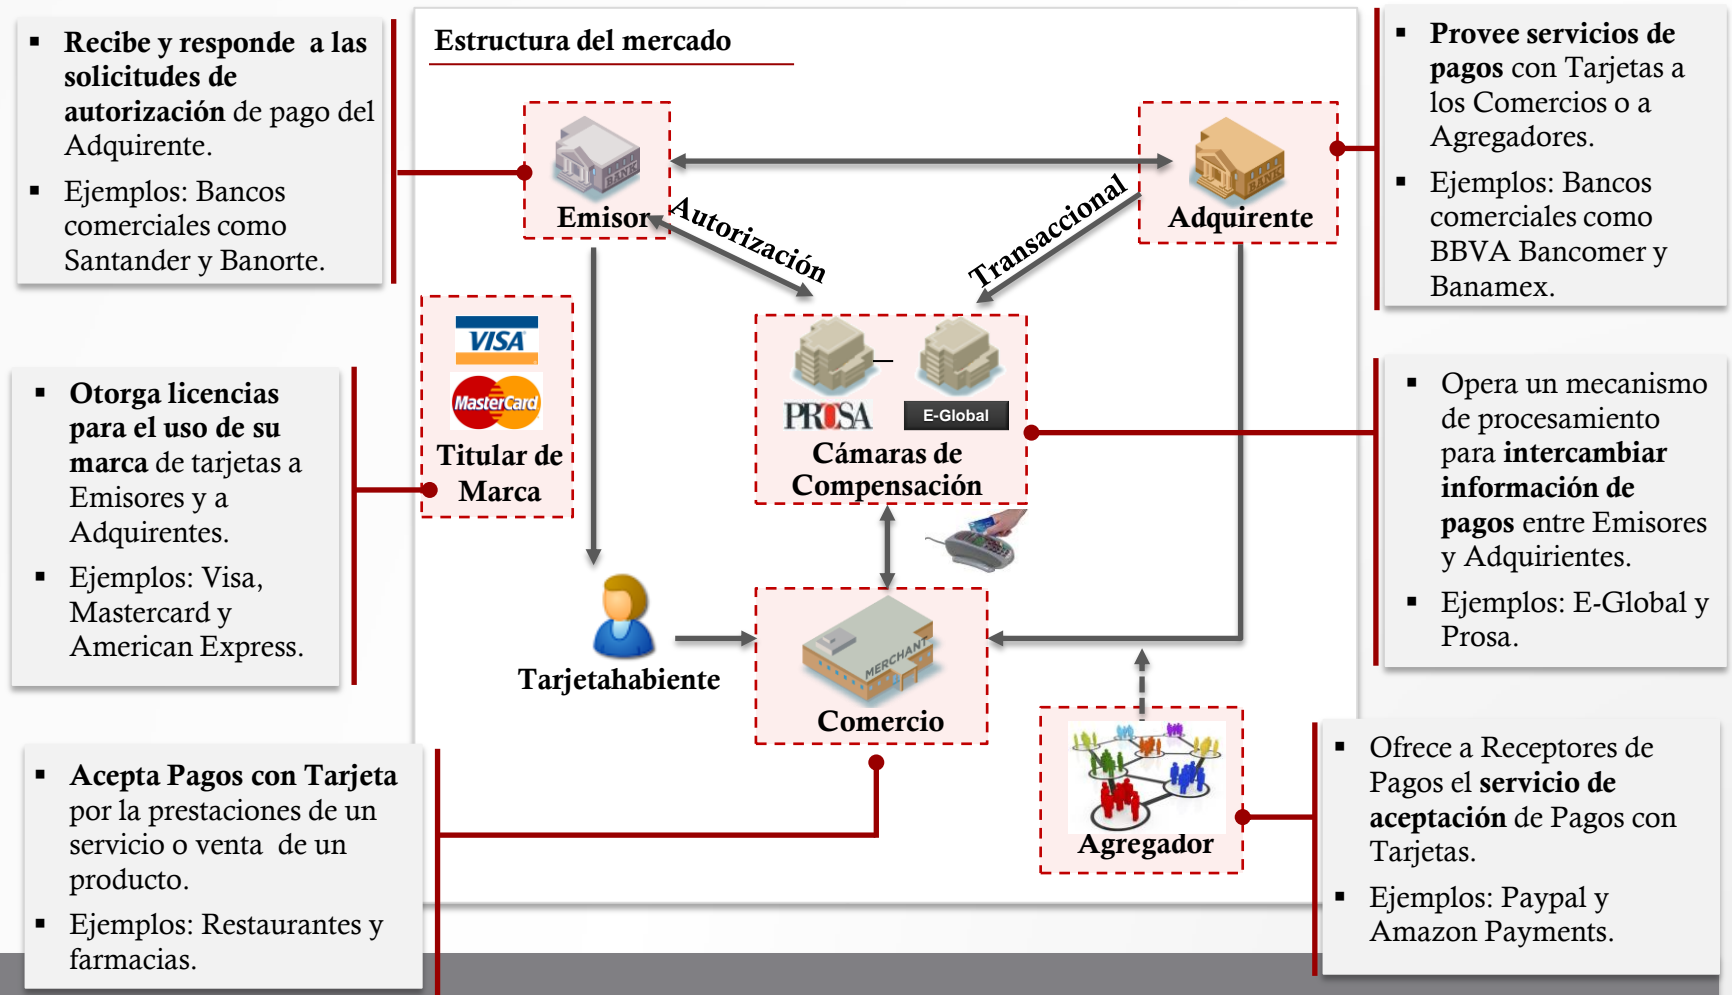 ▪ Recibe y responde a las
solicitudes de
autorización de pago del
Adquirente.
▪ Ejemplos: Bancos
comerciales como
Santander y Banorte.
▪ Otorga licencias
para el uso de su
marca de tarjetas a
Emisores y a
Adquirentes.
▪ Ejemplos: Visa,
Mastercard y
American Express.
▪ Acepta Pagos con Tarjeta
por la prestaciones de un
servicio o venta de un
producto.
▪ Ejemplos: Restaurantes y
farmacias.
Estructura del mercado
BANK
Emisor
BANK
Adquirente
Autorización
Transaccional
VISA
MasterCard
Titular de
Marca
PROSA
E-Global
Cámaras de
Compensación
Tarjetahabiente
MERCHANT
Comercio
Agregador
▪ Provee servicios de
pagos con Tarjetas a
los Comercios o a
Agregadores.
▪ Ejemplos: Bancos
comerciales como
BBVA Bancomer y
Banamex.
▪ Opera un mecanismo
de procesamiento
para intercambiar
información de
pagos entre Emisores
y Adquirientes.
▪ Ejemplos: E-Global y
Prosa.
▪ Ofrece a Receptores de
Pagos el servicio de
aceptación de Pagos con
Tarjetas.
▪ Ejemplos: Paypal y
Amazon Payments.